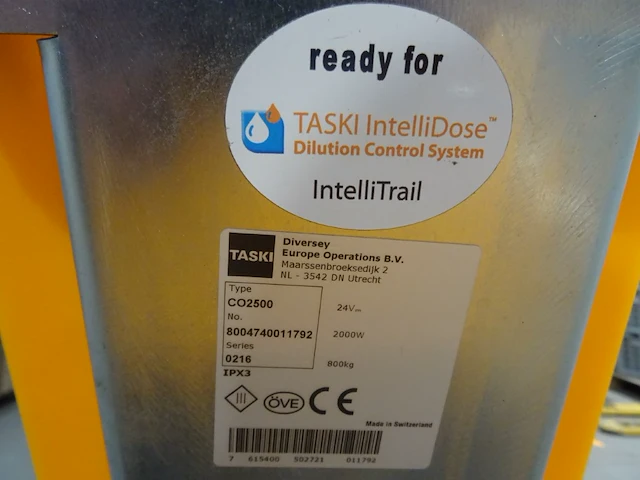 ready for
TASKI IntelliDose™
Dilution Control System
IntelliTrail
TASKI
Diversey
Europe Operations B.V.
Maarssenbroeksedijk 2
NL - 3542 DN Utrecht
Type
CO2500
24V⎓
No.
8004740011792
2000W
Series
0216
800kg
IPX3
III
ÖVE
CE
Made in Switzerland
7 615400 502721 011792